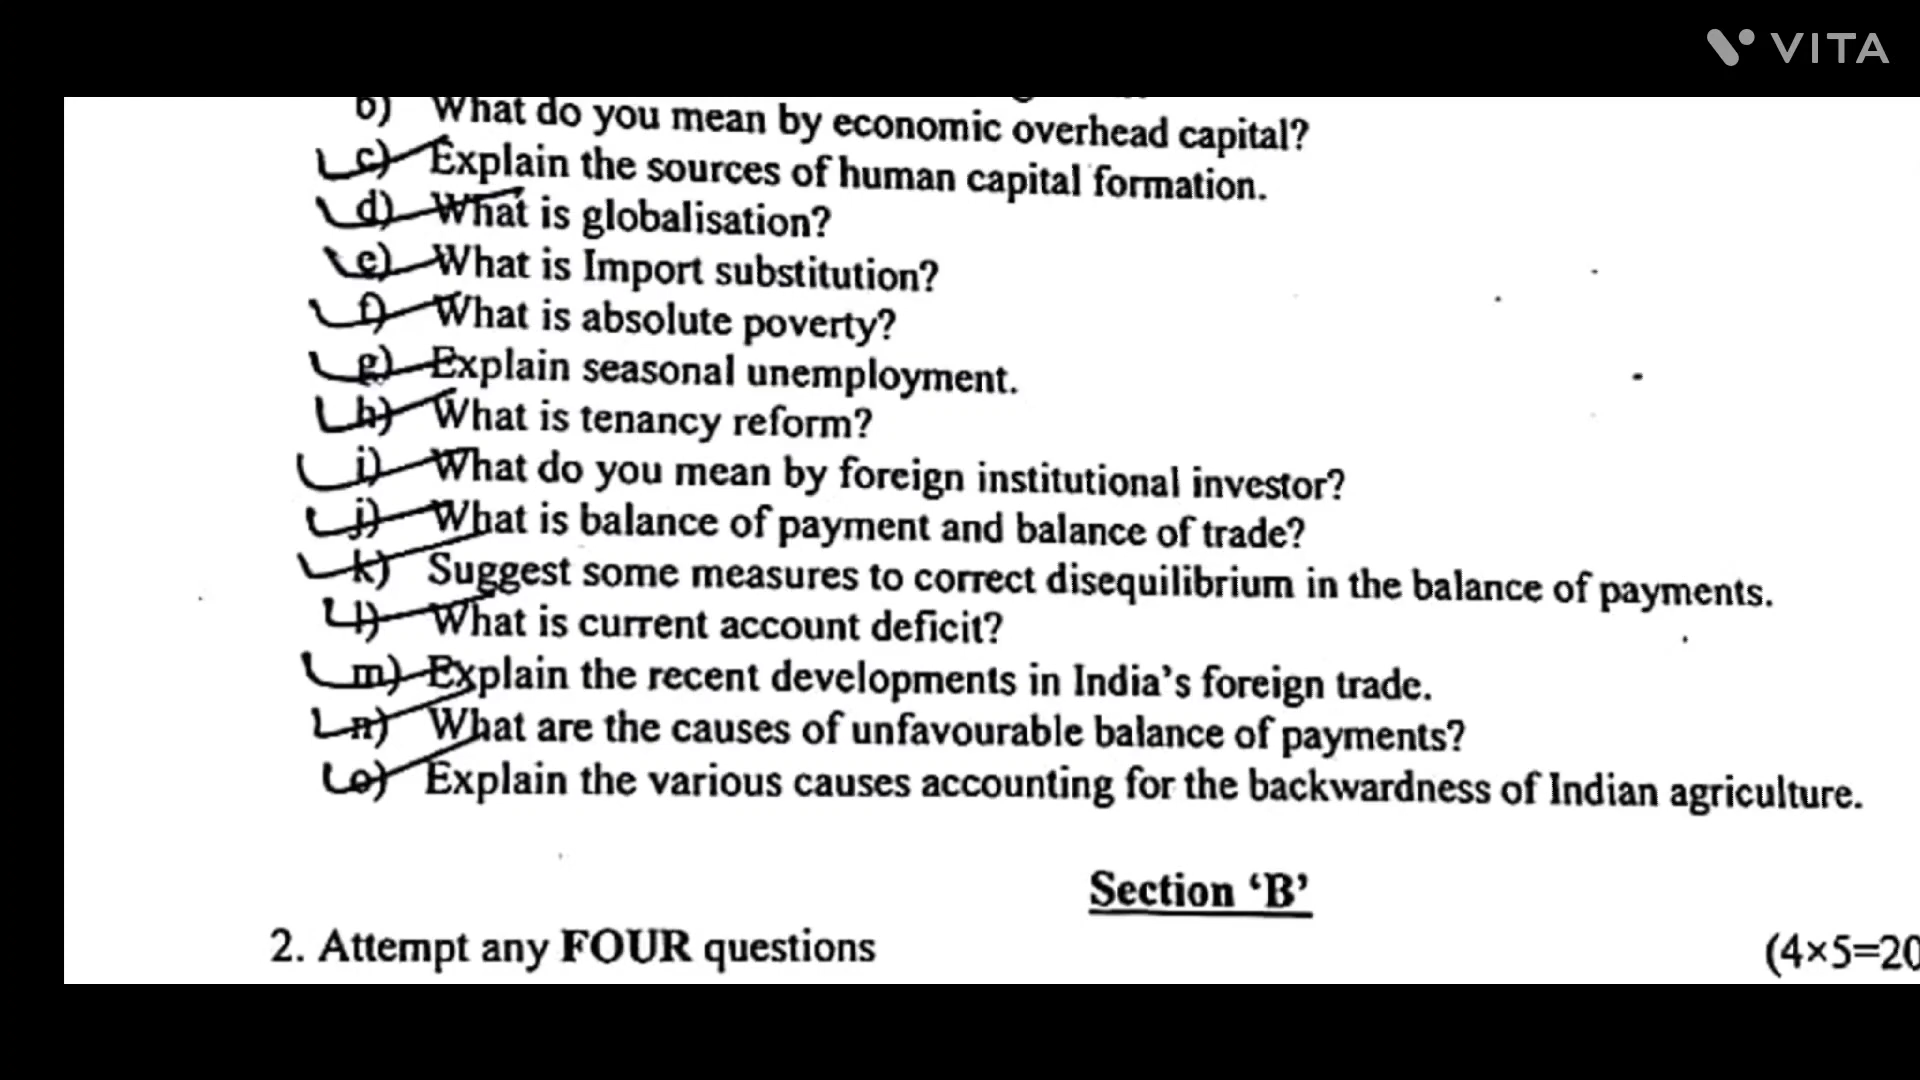 VITA
b) What do you mean by economic overhead capital?
c) Explain the sources of human capital formation.
d) What is globalisation?
e) What is Import substitution?
f) What is absolute poverty?
g) Explain seasonal unemployment.
h) What is tenancy reform?
i) What do you mean by foreign institutional investor?
j) What is balance of payment and balance of trade?
k) Suggest some measures to correct disequilibrium in the balance of payments.
l) What is current account deficit?
m) Explain the recent developments in India's foreign trade.
n) What are the causes of unfavourable balance of payments?
o) Explain the various causes accounting for the backwardness of Indian agriculture.
Section ‘B’
2. Attempt any FOUR questions (4×5=20